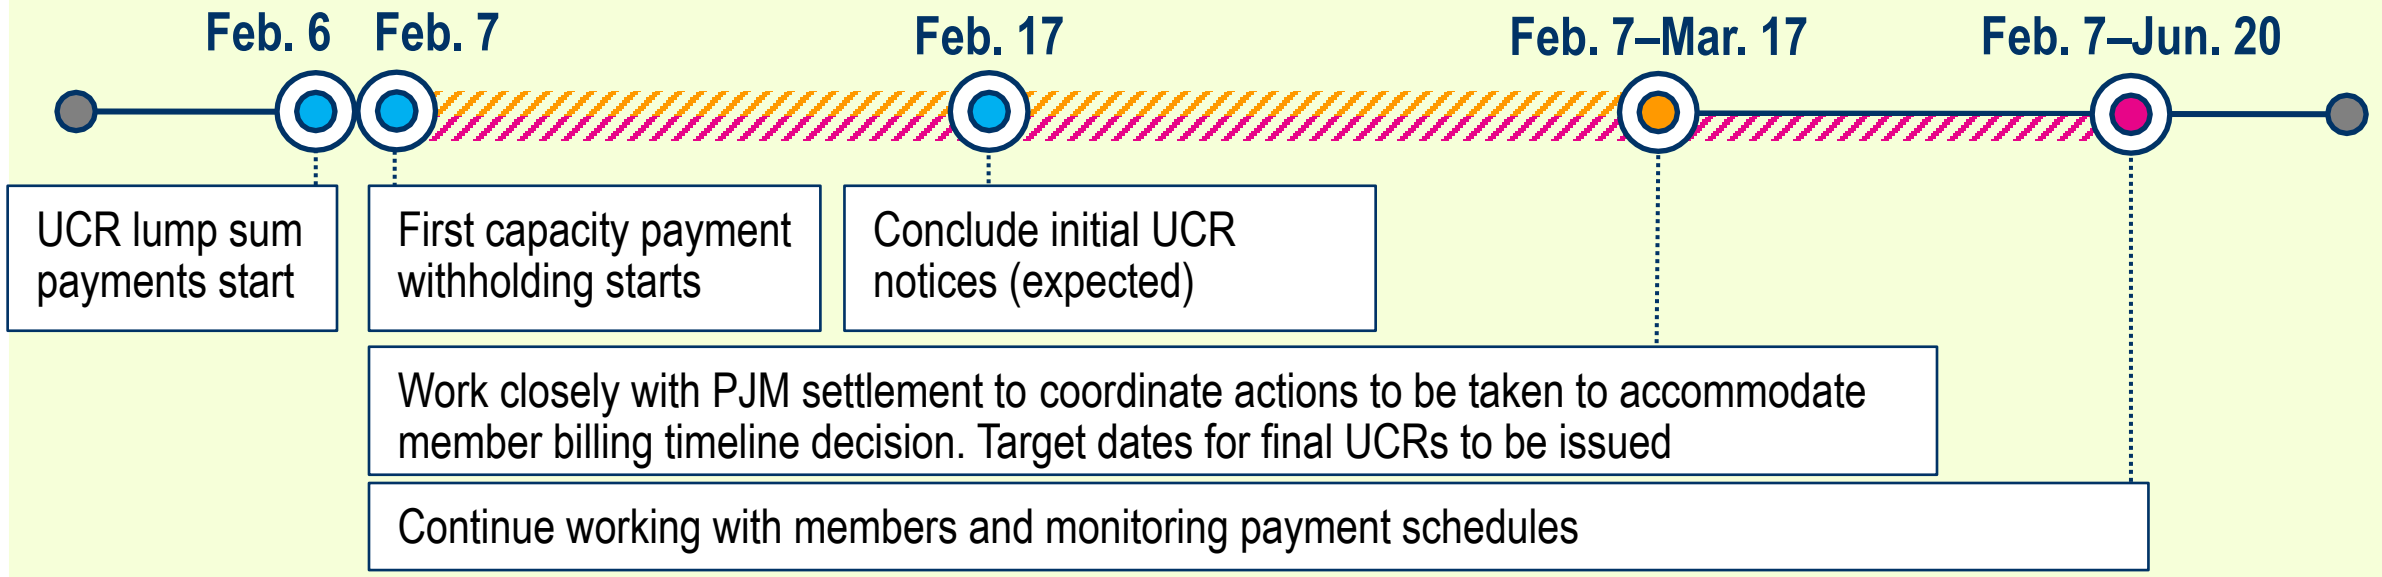 Feb. 6
Feb. 7
Feb. 17
Feb. 7–Mar. 17
Feb. 7–Jun. 20
UCR lump sum
payments start
First capacity payment
withholding starts
Conclude initial UCR
notices (expected)
Work closely with PJM settlement to coordinate actions to be taken to accommodate
member billing timeline decision. Target dates for final UCRs to be issued
Continue working with members and monitoring payment schedules